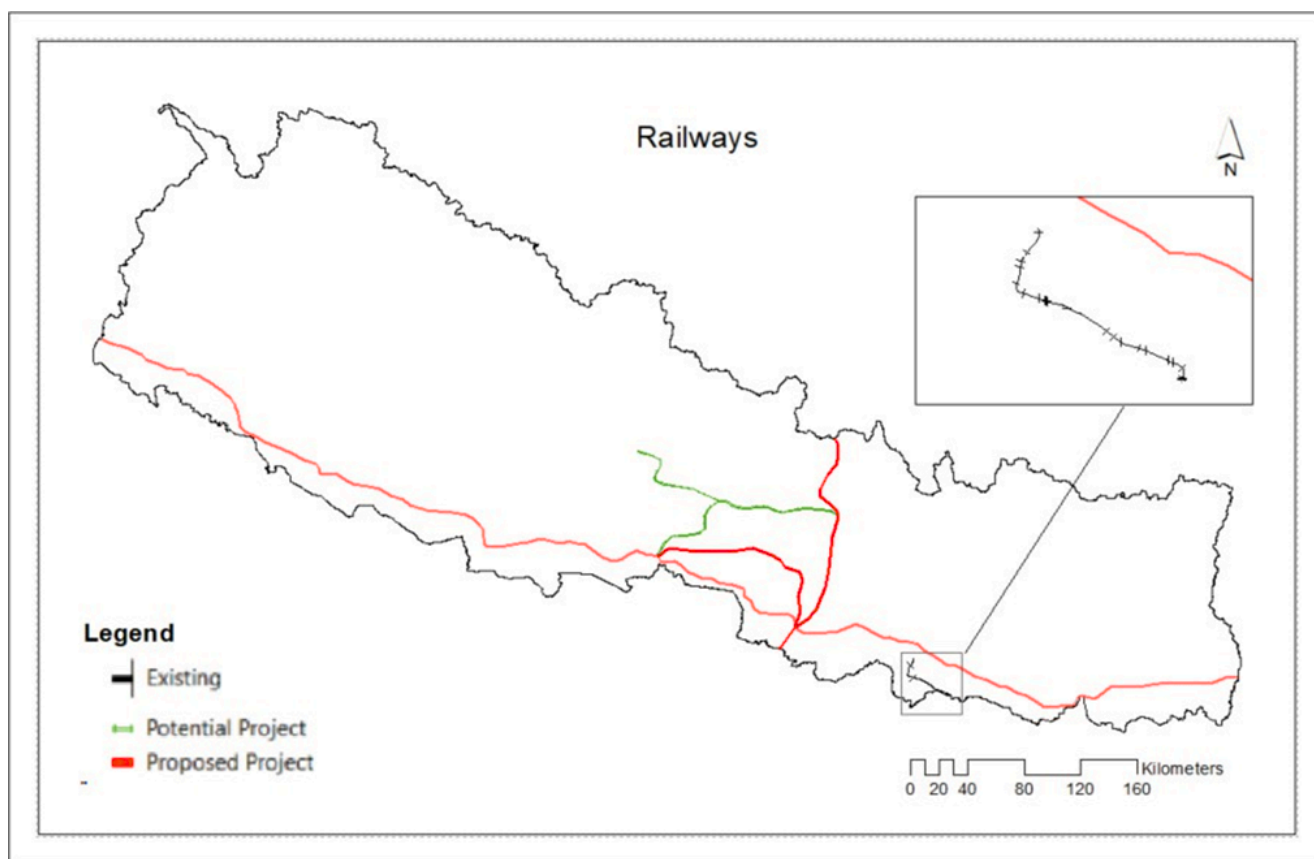 Railways
N
Legend
Existing
Potential Project
Proposed Project
-
Kilometers
0 20 40 80 120 160